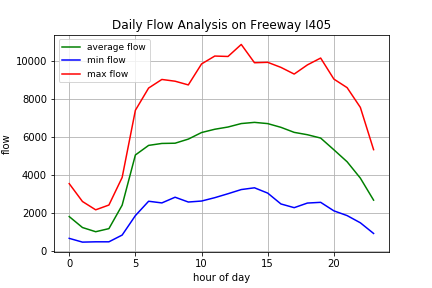 Daily Flow Analysis on Freeway I405
average flow
min flow
max flow
flow
10000
8000
6000
4000
2000
0
0
5
10
15
20
hour of day